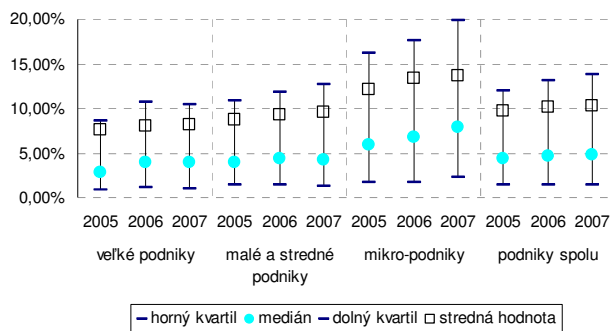 20,00%
15,00%
10,00%
5,00%
0,00%
2005 2006 2007 2005 2006 2007 2005 2006 2007 2005 2006 2007
veľké podniky malé a stredné podniky mikro-podniky podniky spolu
horný kvartil medián dolný kvartil stredná hodnota